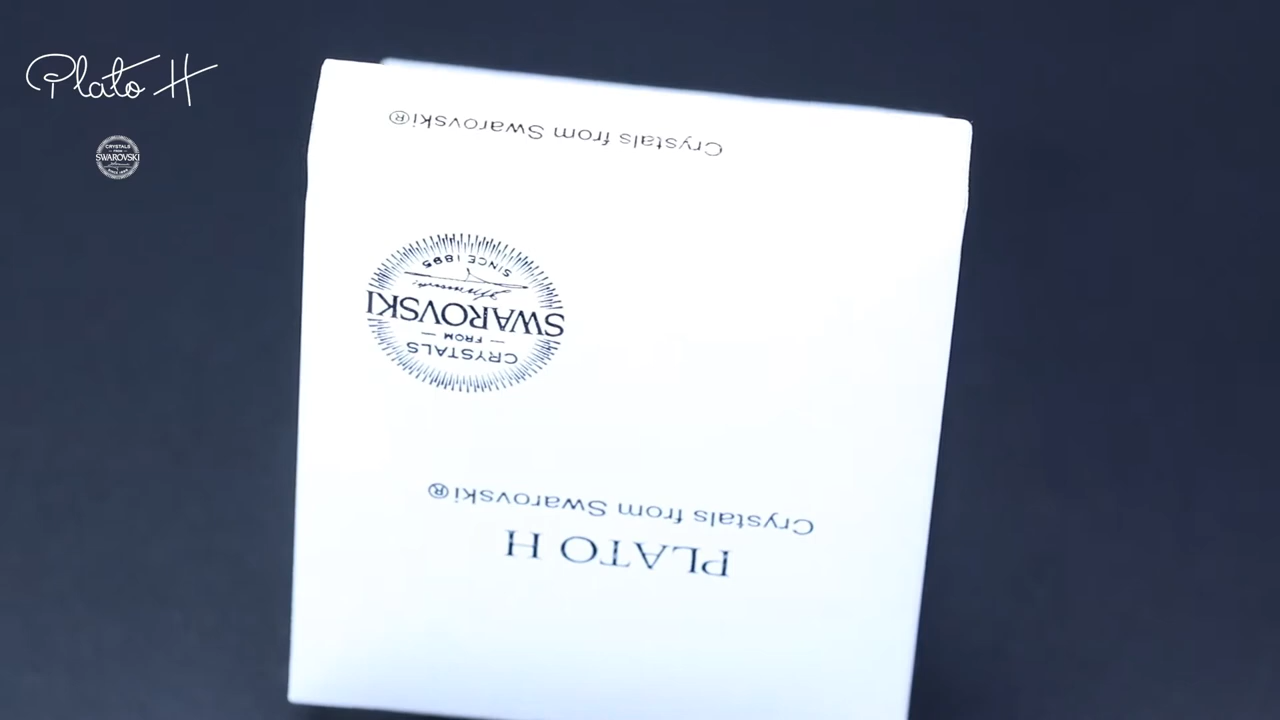 Plato H
CRYSTALS
FROM
SWAROVSKI
SINCE 1895
PLATO H
Crystals from Swarovski®
CRYSTALS
— FROM —
SWAROVSKI
SINCE 1895
Crystals from Swarovski®